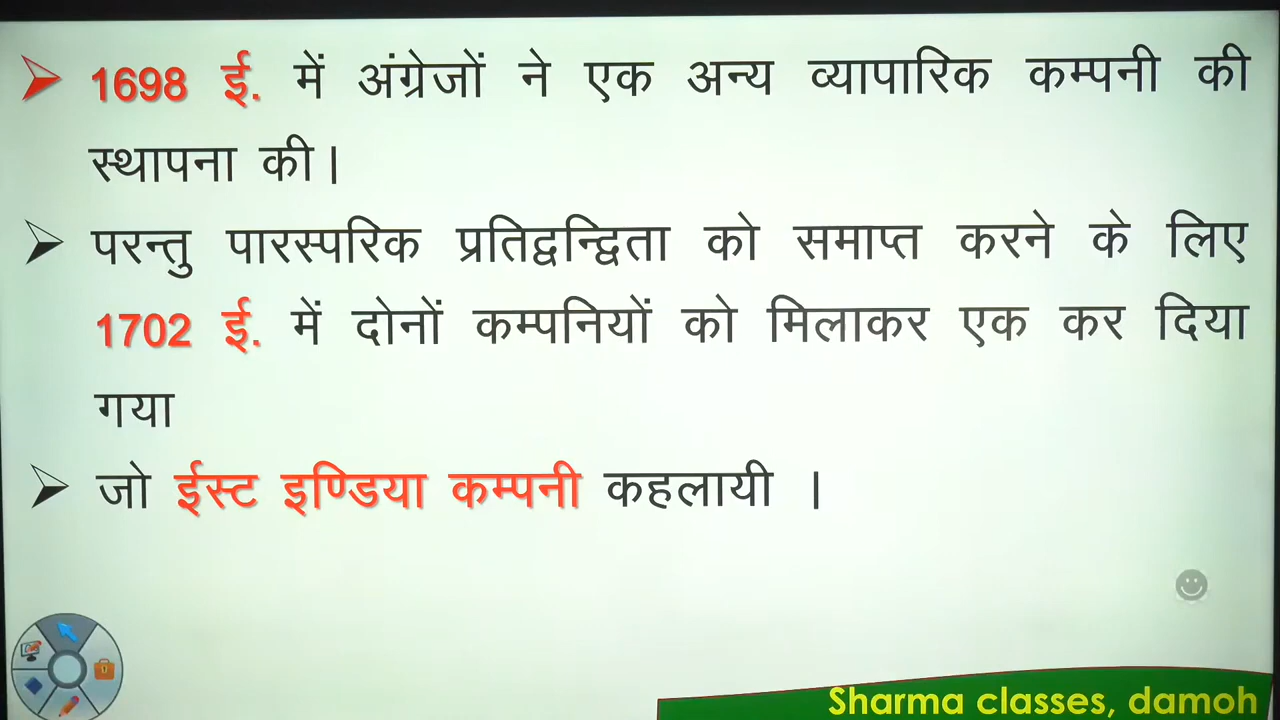 1698 ई. में अंग्रेजों ने एक अन्य व्यापारिक कम्पनी की
स्थापना की।
परन्तु पारस्परिक प्रतिद्वन्द्विता को समाप्त करने के लिए
1702 ई. में दोनों कम्पनियों को मिलाकर एक कर दिया
गया
जो ईस्ट इण्डिया कम्पनी कहलायी ।
Sharma classes, damoh